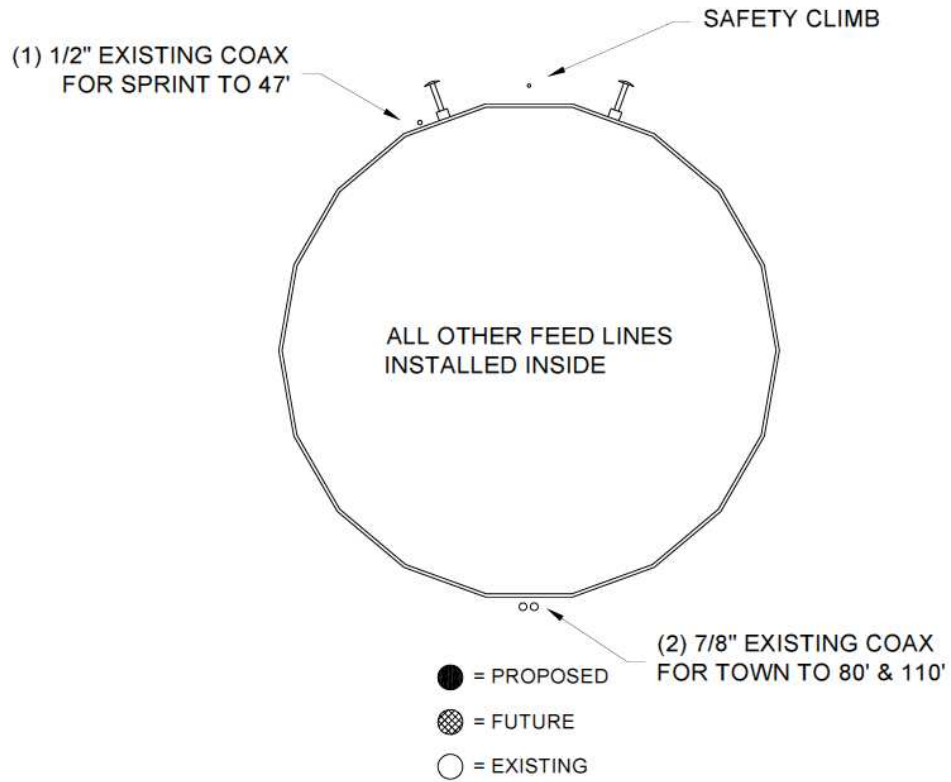 SAFETY CLIMB
(1) 1/2" EXISTING COAX
FOR SPRINT TO 47'
ALL OTHER FEED LINES
INSTALLED INSIDE
(2) 7/8" EXISTING COAX
FOR TOWN TO 80' & 110'
= PROPOSED
= FUTURE
= EXISTING